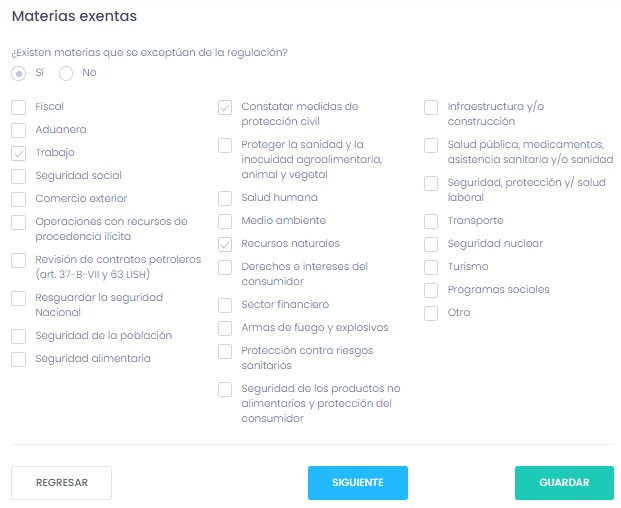 Materias exentas
¿Existen materias que se exceptúan de la regulación?
Sí
No
Fiscal
Aduanera
Trabajo
Seguridad social
Comercio exterior
Operaciones con recursos de
procedencia ilícita
Revisión de contratos petroleros
(art. 37-B-VII y 63 LISH)
Resguardar la seguridad
Nacional
Seguridad de la población
Seguridad alimentaria
Constatar medidas de
protección civil
Proteger la sanidad y la
inocuidad agroalimentaria,
animal y vegetal
Salud humana
Medio ambiente
Recursos naturales
Derechos e intereses del
consumidor
Sector financiero
Armas de fuego y explosivos
Protección contra riesgos
sanitarios
Seguridad de los productos no
alimentarios y protección del
consumidor
Infraestructura y/o
construcción
Salud pública, medicamentos,
asistencia sanitaria y/o sanidad
Seguridad, protección y/ salud
laboral
Transporte
Seguridad nuclear
Turismo
Programas sociales
Otra
REGRESAR
SIGUIENTE
GUARDAR